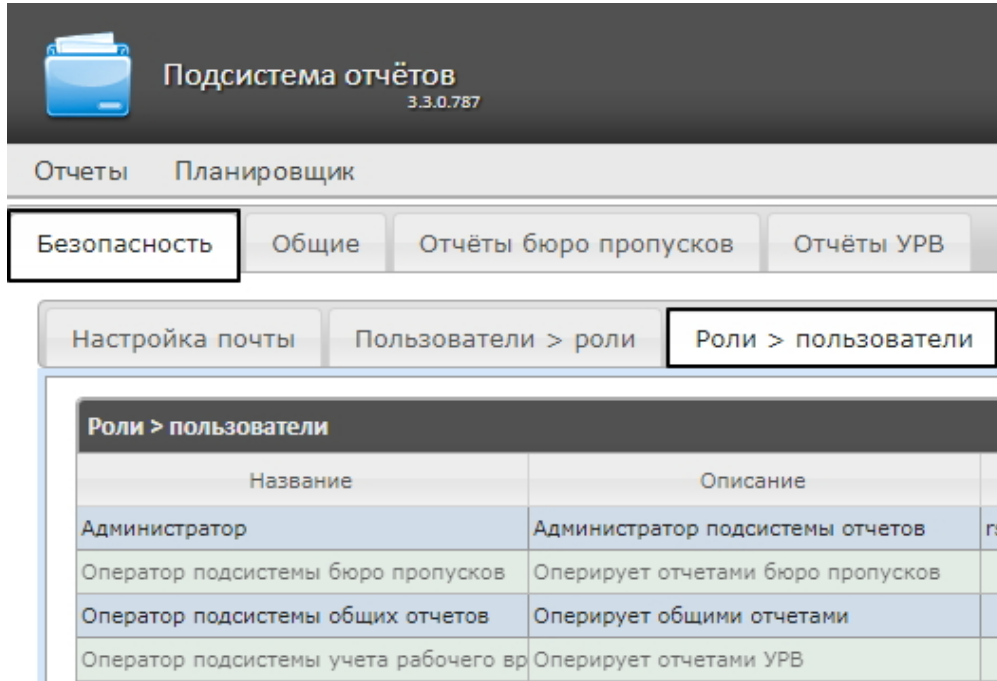 Подсистема отчётов
3.3.0.787
Отчеты Планировщик
Безопасность Общие Отчёты бюро пропусков Отчёты УРВ
Настройка почты Пользователи > роли Роли > пользователи
Роли > пользователи
Название Описание
Администратор Администратор подсистемы отчетов
Оператор подсистемы бюро пропусков Оперирует отчетами бюро пропусков
Оператор подсистемы общих отчетов Оперирует общими отчетами
Оператор подсистемы учета рабочего вр Оперирует отчетами УРВ